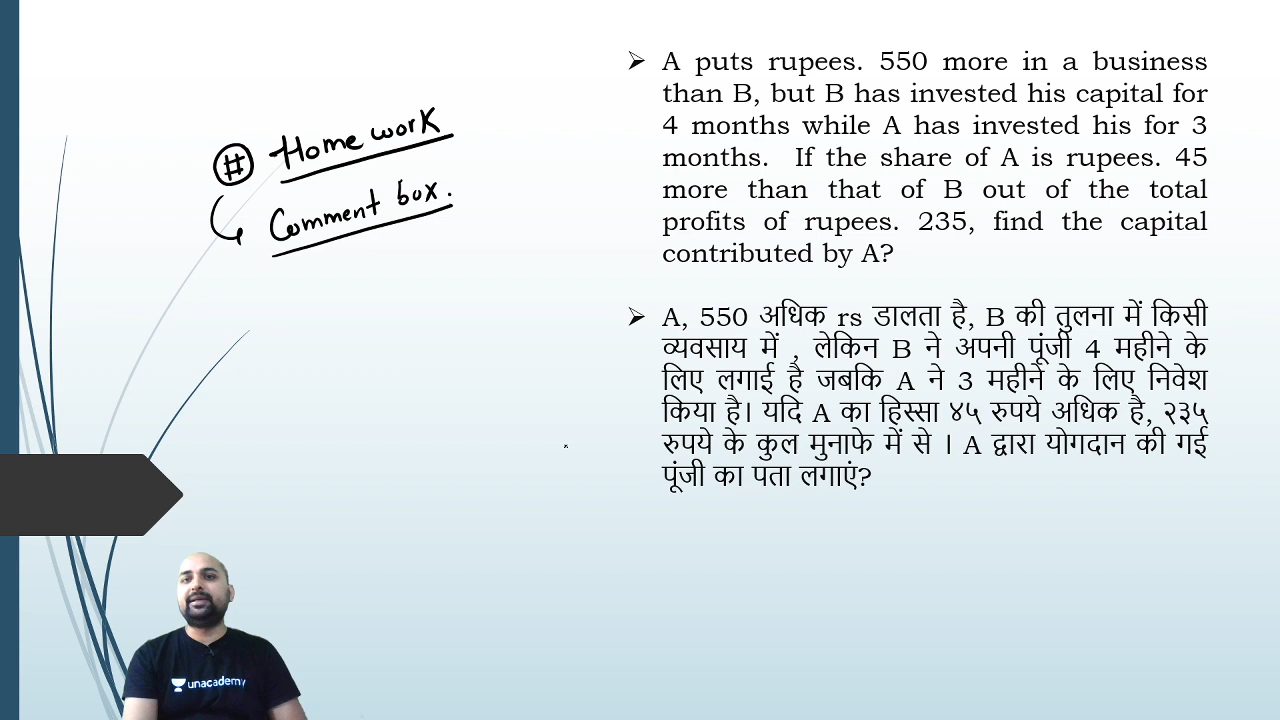 # Home work
Comment box.
➢ A puts rupees. 550 more in a business
than B, but B has invested his capital for
4 months while A has invested his for 3
months. If the share of A is rupees. 45
more than that of B out of the total
profits of rupees. 235, find the capital
contributed by A?
➢ A, 550 अधिक rs डालता है, B की तुलना में किसी
व्यवसाय में , लेकिन B ने अपनी पूंजी 4 महीने के
लिए लगाई है जबकि A ने 3 महीने के लिए निवेश
किया है। यदि A का हिस्सा ४५ रुपये अधिक है, २३५
रुपये के कुल मुनाफे में से । A द्वारा योगदान की गई
पूंजी का पता लगाएं?
unacademy